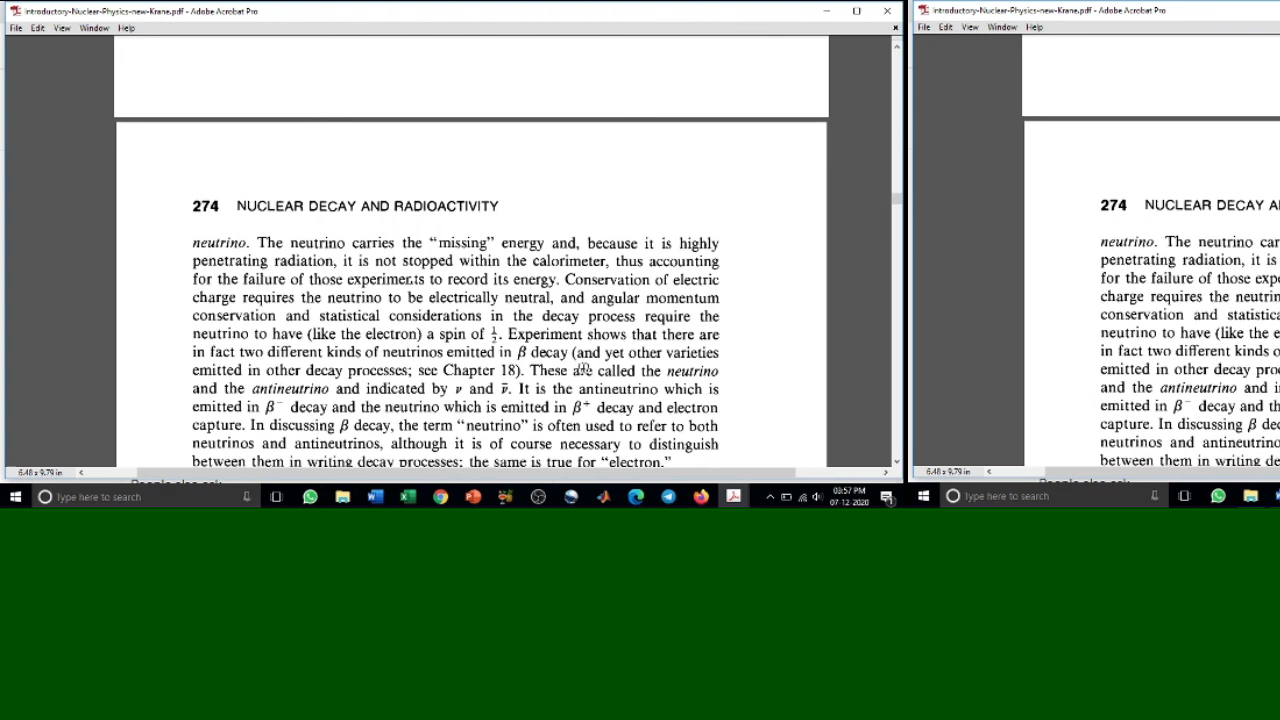 Introductory-Nuclear-Physics-new-Krane.pdf - Adobe Acrobat Pro
File Edit View Window Help
274 NUCLEAR DECAY AND RADIOACTIVITY
neutrino. The neutrino carries the “missing” energy and, because it is highly
penetrating radiation, it is not stopped within the calorimeter, thus accounting
for the failure of those experiments to record its energy. Conservation of electric
charge requires the neutrino to be electrically neutral, and angular momentum
conservation and statistical considerations in the decay process require the
neutrino to have (like the electron) a spin of ½. Experiment shows that there are
in fact two different kinds of neutrinos emitted in β decay (and yet other varieties
emitted in other decay processes; see Chapter 18). These are called the neutrino
and the antineutrino and indicated by ν and ν̄. It is the antineutrino which is
emitted in β⁻ decay and the neutrino which is emitted in β⁺ decay and electron
capture. In discussing β decay, the term “neutrino” is often used to refer to both
neutrinos and antineutrinos, although it is of course necessary to distinguish
between them in writing decay processes; the same is true for “electron.”
6.48 x 9.79 in
Type here to search
03:57 PM
07-12-2020
Introductory-Nuclear-Physics-new-Krane.pdf - Adobe Acrobat Pro
File Edit View Window Help
274 NUCLEAR DECAY A
neutrino. The neutrino car
penetrating radiation, it is
for the failure of those expe
charge requires the neutrin
conservation and statistica
neutrino to have (like the e
in fact two different kinds o
emitted in other decay pro
and the antineutrino and in
emitted in β⁻ decay and th
capture. In discussing β de
neutrinos and antineutrino
between them in writing de
6.48 x 9.79 in
Type here to search